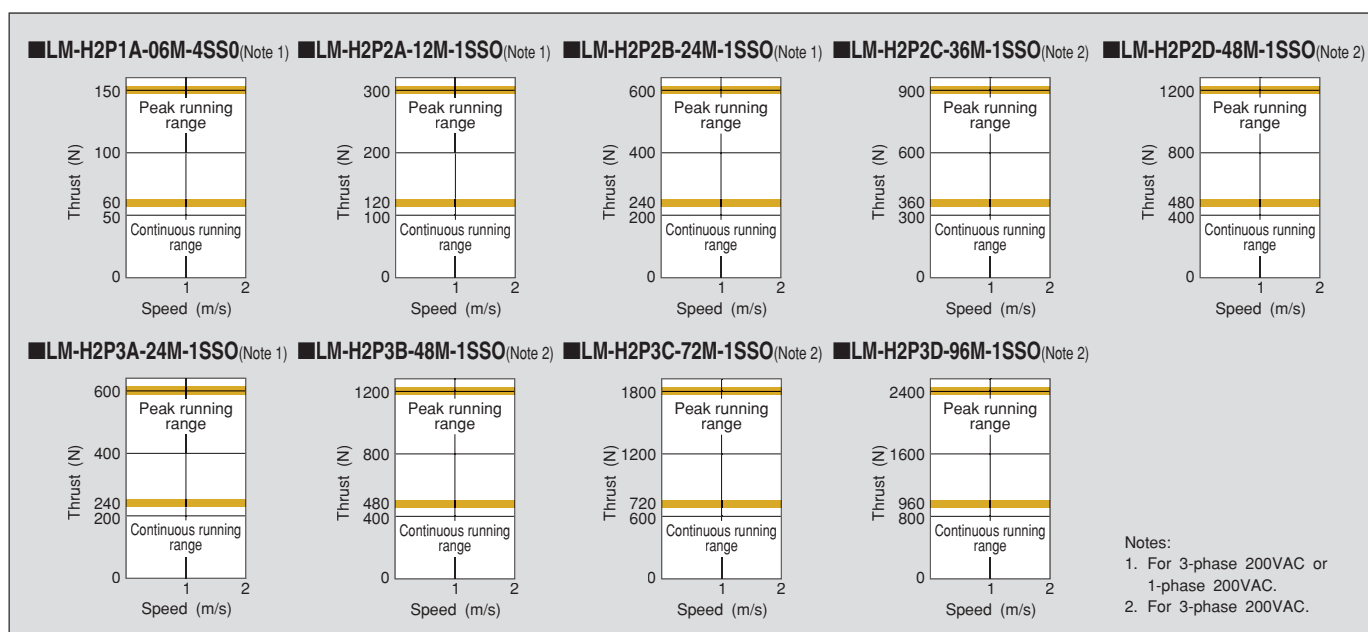 ■LM-H2P1A-06M-4SS0(Note 1) ■LM-H2P2A-12M-1SSO(Note 1) ■LM-H2P2B-24M-1SSO(Note 1) ■LM-H2P2C-36M-1SSO(Note 2) ■LM-H2P2D-48M-1SSO(Note 2)
Thrust (N)
150
100
60
50
0
Peak running
range
Continuous running
range
1 2
Speed (m/s)
Thrust (N)
300
200
120
100
0
Peak running
range
Continuous running
range
1 2
Speed (m/s)
Thrust (N)
600
400
240
200
0
Peak running
range
Continuous running
range
1 2
Speed (m/s)
Thrust (N)
900
600
360
300
0
Peak running
range
Continuous running
range
1 2
Speed (m/s)
Thrust (N)
1200
800
480
400
0
Peak running
range
Continuous running
range
1 2
Speed (m/s)
■LM-H2P3A-24M-1SSO(Note 1) ■LM-H2P3B-48M-1SSO(Note 2) ■LM-H2P3C-72M-1SSO(Note 2) ■LM-H2P3D-96M-1SSO(Note 2)
Thrust (N)
600
400
240
200
0
Peak running
range
Continuous running
range
1 2
Speed (m/s)
Thrust (N)
1200
800
480
400
0
Peak running
range
Continuous running
range
1 2
Speed (m/s)
Thrust (N)
1800
1200
720
600
0
Peak running
range
Continuous running
range
1 2
Speed (m/s)
Thrust (N)
2400
1600
960
800
0
Peak running
range
Continuous running
range
1 2
Speed (m/s)
Notes:
1. For 3-phase 200VAC or
1-phase 200VAC.
2. For 3-phase 200VAC.